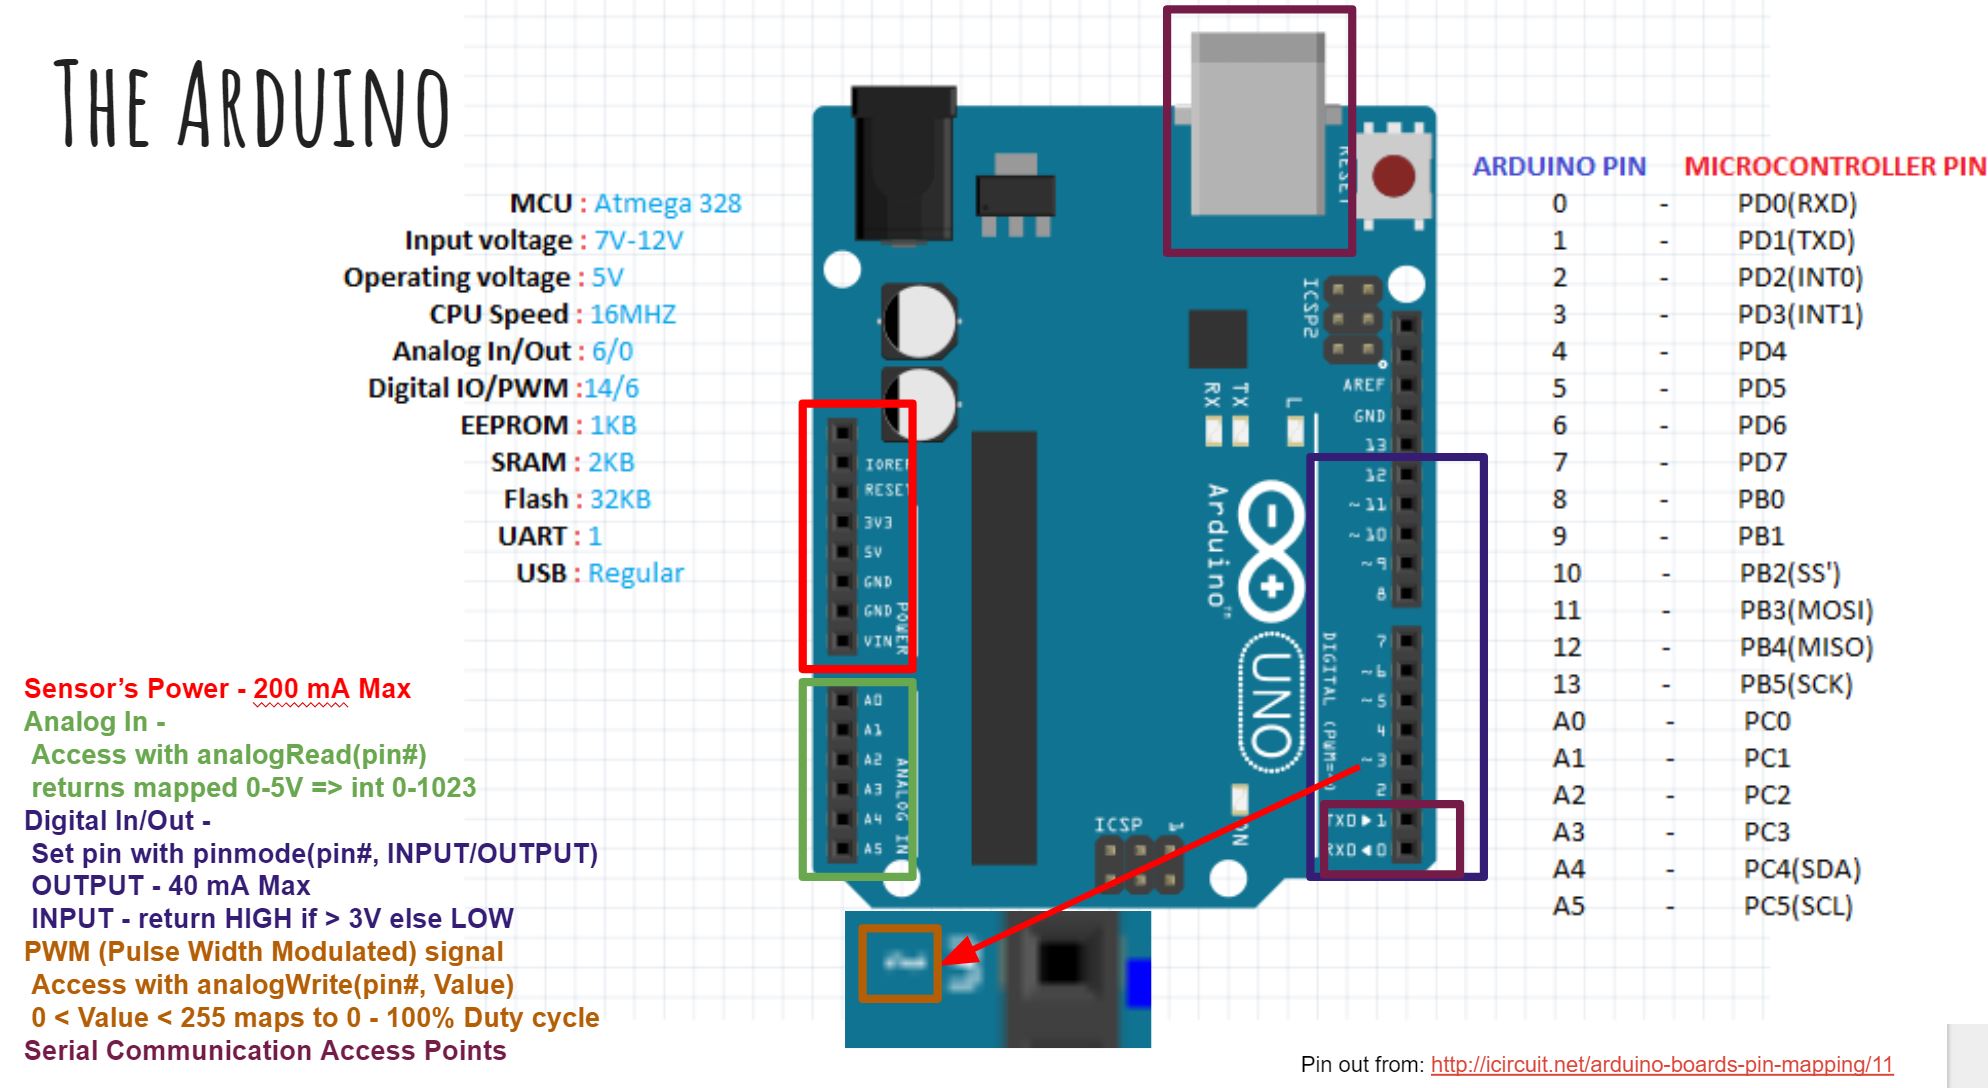 THE ARDUINO
MCU : Atmega 328
Input voltage : 7V-12V
Operating voltage : 5V
CPU Speed : 16MHZ
Analog In/Out : 6/0
Digital IO/PWM :14/6
EEPROM : 1KB
SRAM : 2KB
Flash : 32KB
UART : 1
USB : Regular
Sensor's Power - 200 mA Max
Analog In -
Access with analogRead(pin#)
returns mapped 0-5V => int 0-1023
Digital In/Out -
Set pin with pinmode(pin#, INPUT/OUTPUT)
OUTPUT - 40 mA Max
INPUT - return HIGH if > 3V else LOW
PWM (Pulse Width Modulated) signal
Access with analogWrite(pin#, Value)
0 < Value < 255 maps to 0 - 100% Duty cycle
Serial Communication Access Points
RESET
ICSP2
RX
TX
L
IOREF
RESET
3V3
5V
GND
GND
VIN
POWER
A0
A1
A2
A3
A4
A5
ANALOG IN
Arduino™
UNO
ICSP
1
ON
AREF
GND
13
12
~11
~10
~9
8
7
~6
~5
4
~3
2
TXD▶1
RXD◀0
DIGITAL (PWM=~)
~3
ARDUINO PIN MICROCONTROLLER PIN
0 - PD0(RXD)
1 - PD1(TXD)
2 - PD2(INT0)
3 - PD3(INT1)
4 - PD4
5 - PD5
6 - PD6
7 - PD7
8 - PB0
9 - PB1
10 - PB2(SS')
11 - PB3(MOSI)
12 - PB4(MISO)
13 - PB5(SCK)
A0 - PC0
A1 - PC1
A2 - PC2
A3 - PC3
A4 - PC4(SDA)
A5 - PC5(SCL)
Pin out from: http://icircuit.net/arduino-boards-pin-mapping/11